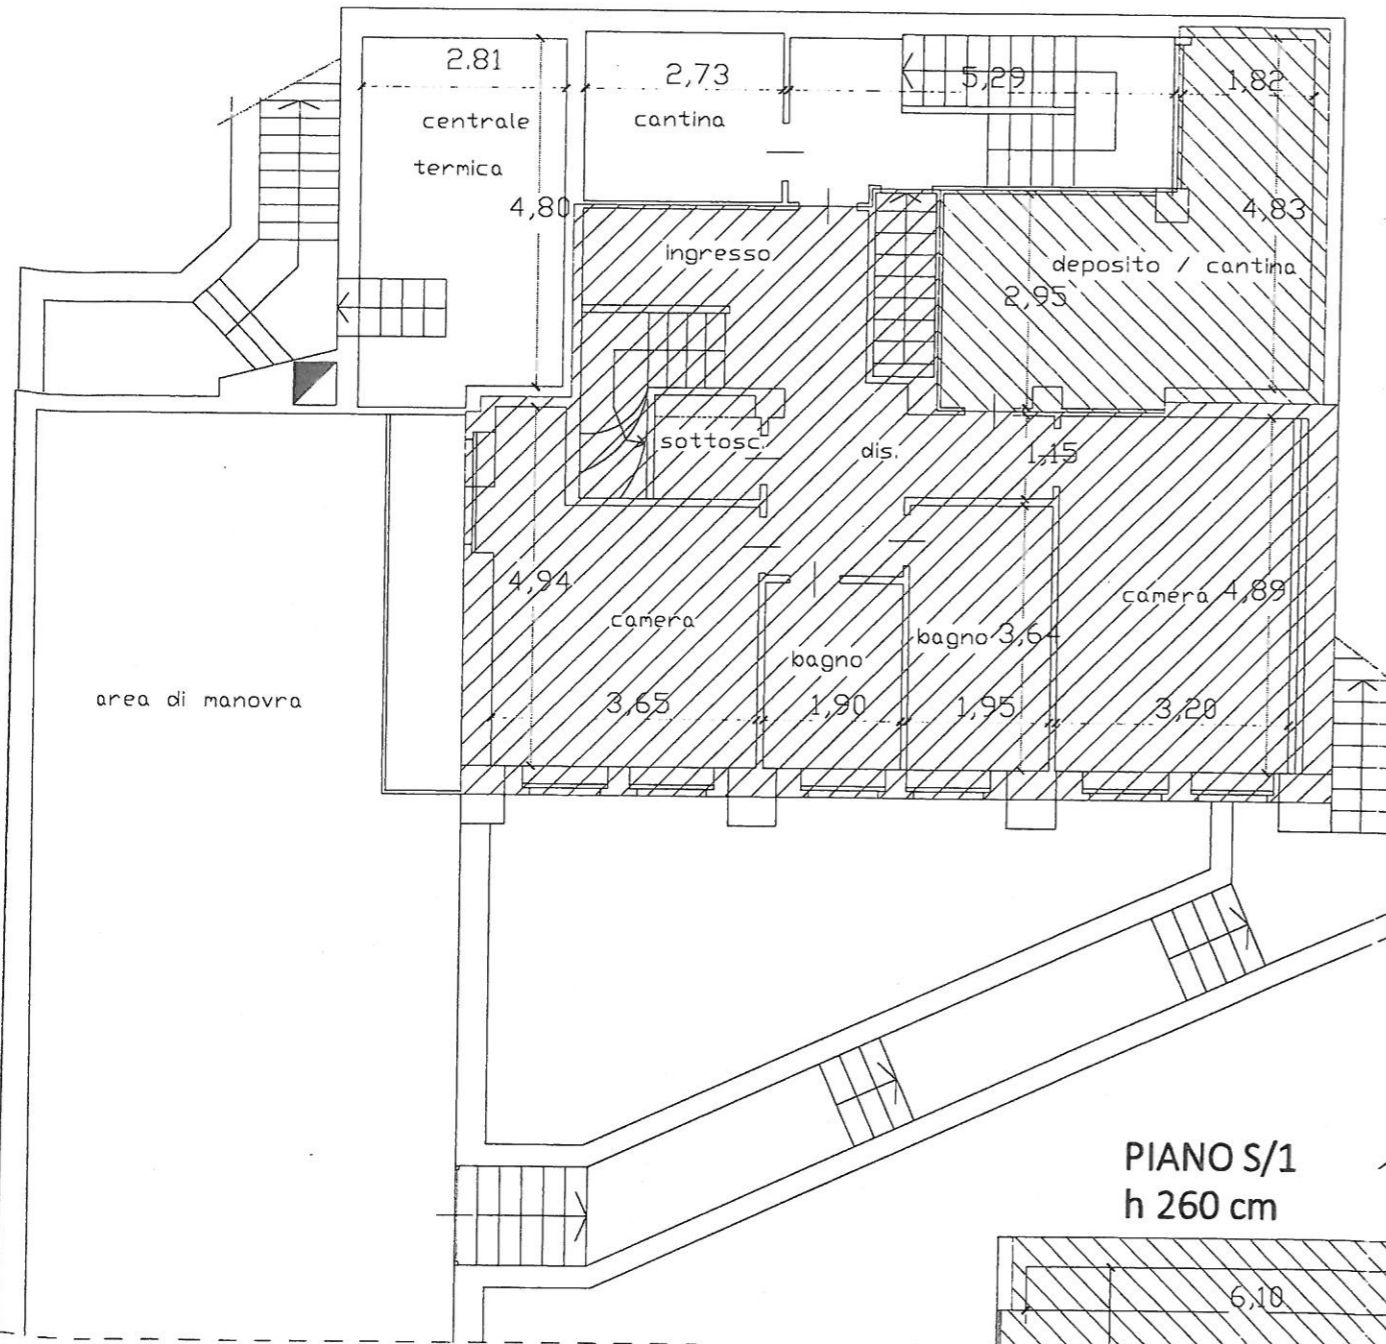 2.81
2,73
5,29
1,82
centrale
termica
cantina
4,80
4,83
ingresso
deposito / cantina
2,95
sottosc.
dis.
1,15
4,94
camera
bagno
bagno 3,64
camera 4,89
area di manovra
3,65
1,90
1,95
3,20
PIANO S/1
h 260 cm
6,10